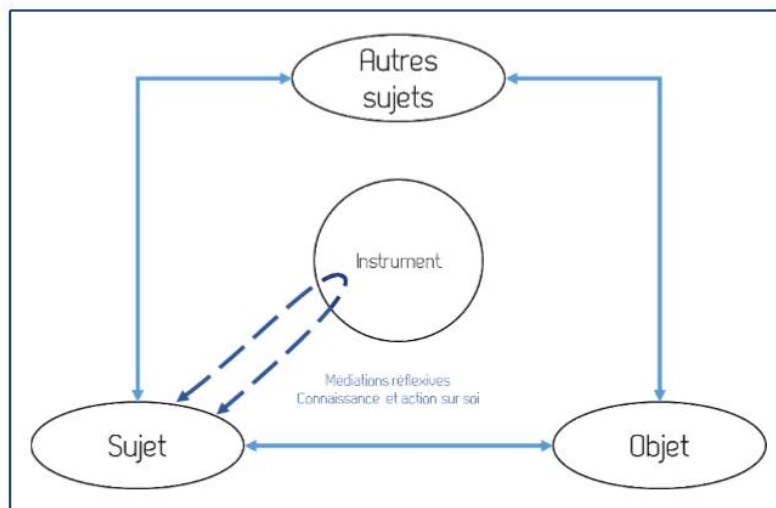 Autres
sujets
Instrument
Médiations réflexives
Connaissance et action sur soi
Sujet
Objet